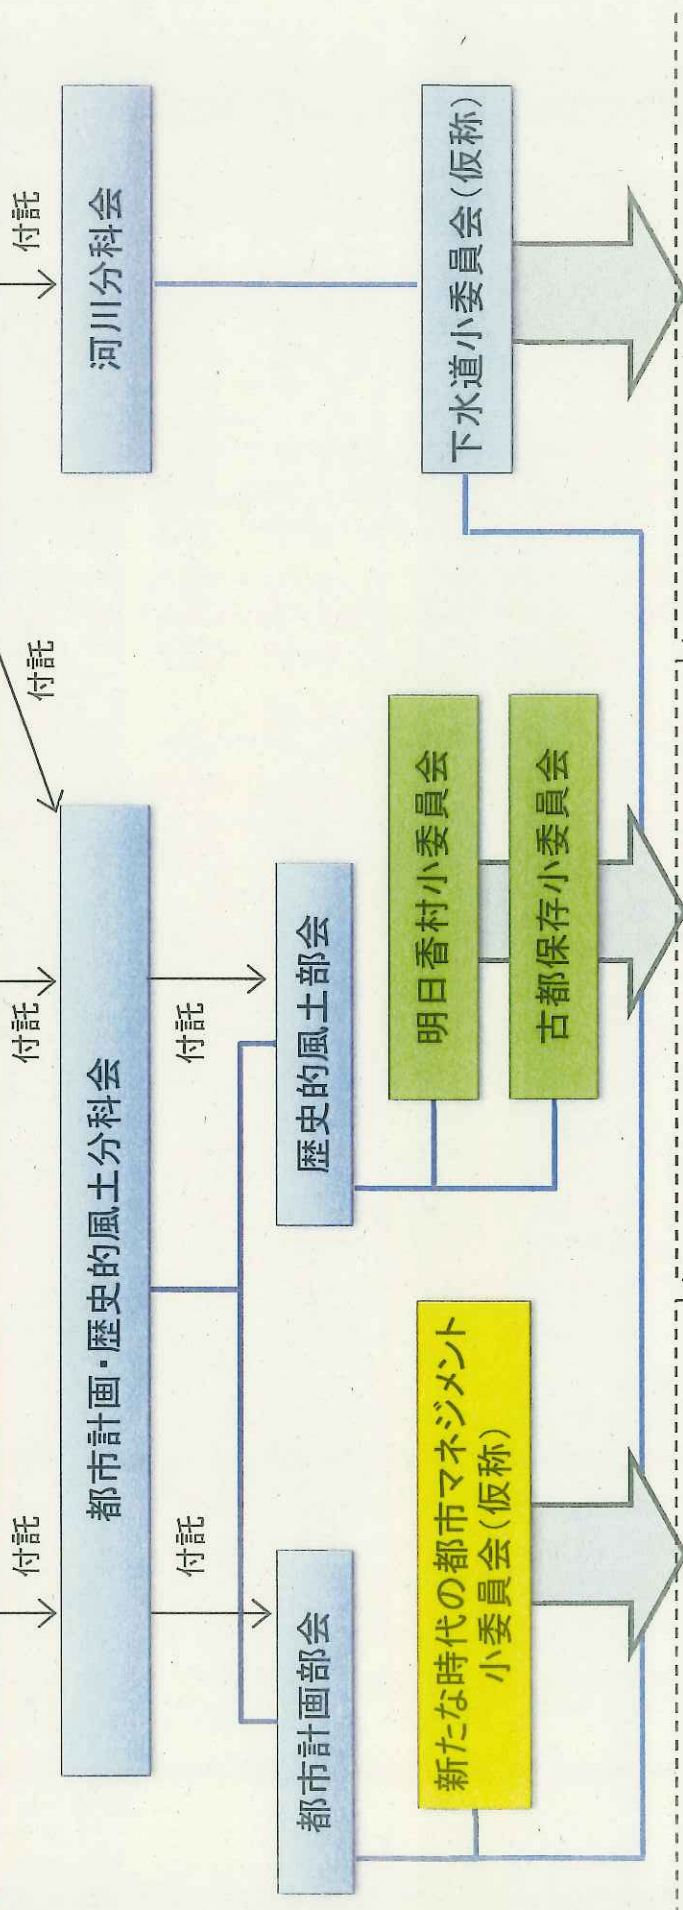 付託
付託
付託
付託
都市計画・歴史的風土分科会
河川分科会
付託
付託
都市計画部会
歴史的風土部会
新たな時代の都市マネジメント
小委員会(仮称)
明日香村小委員会
古都保存小委員会
下水道小委員会(仮称)